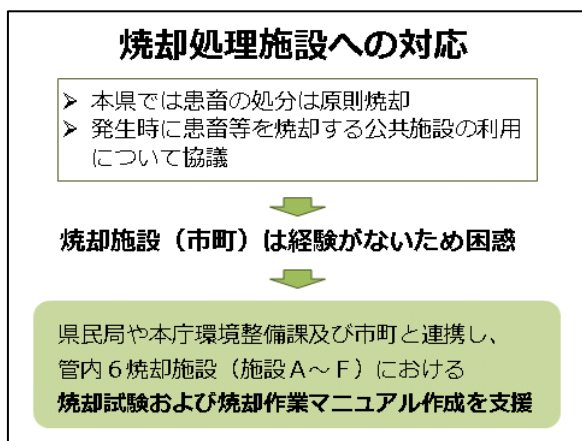 焼却処理施設への対応
➢ 本県では患畜の処分は原則焼却
➢ 発生時に患畜等を焼却する公共施設の利用
について協議
焼却施設（市町）は経験がないため困惑
県民局や本庁環境整備課及び市町と連携し、
管内６焼却施設（施設Ａ～Ｆ）における
焼却試験および焼却作業マニュアル作成を支援